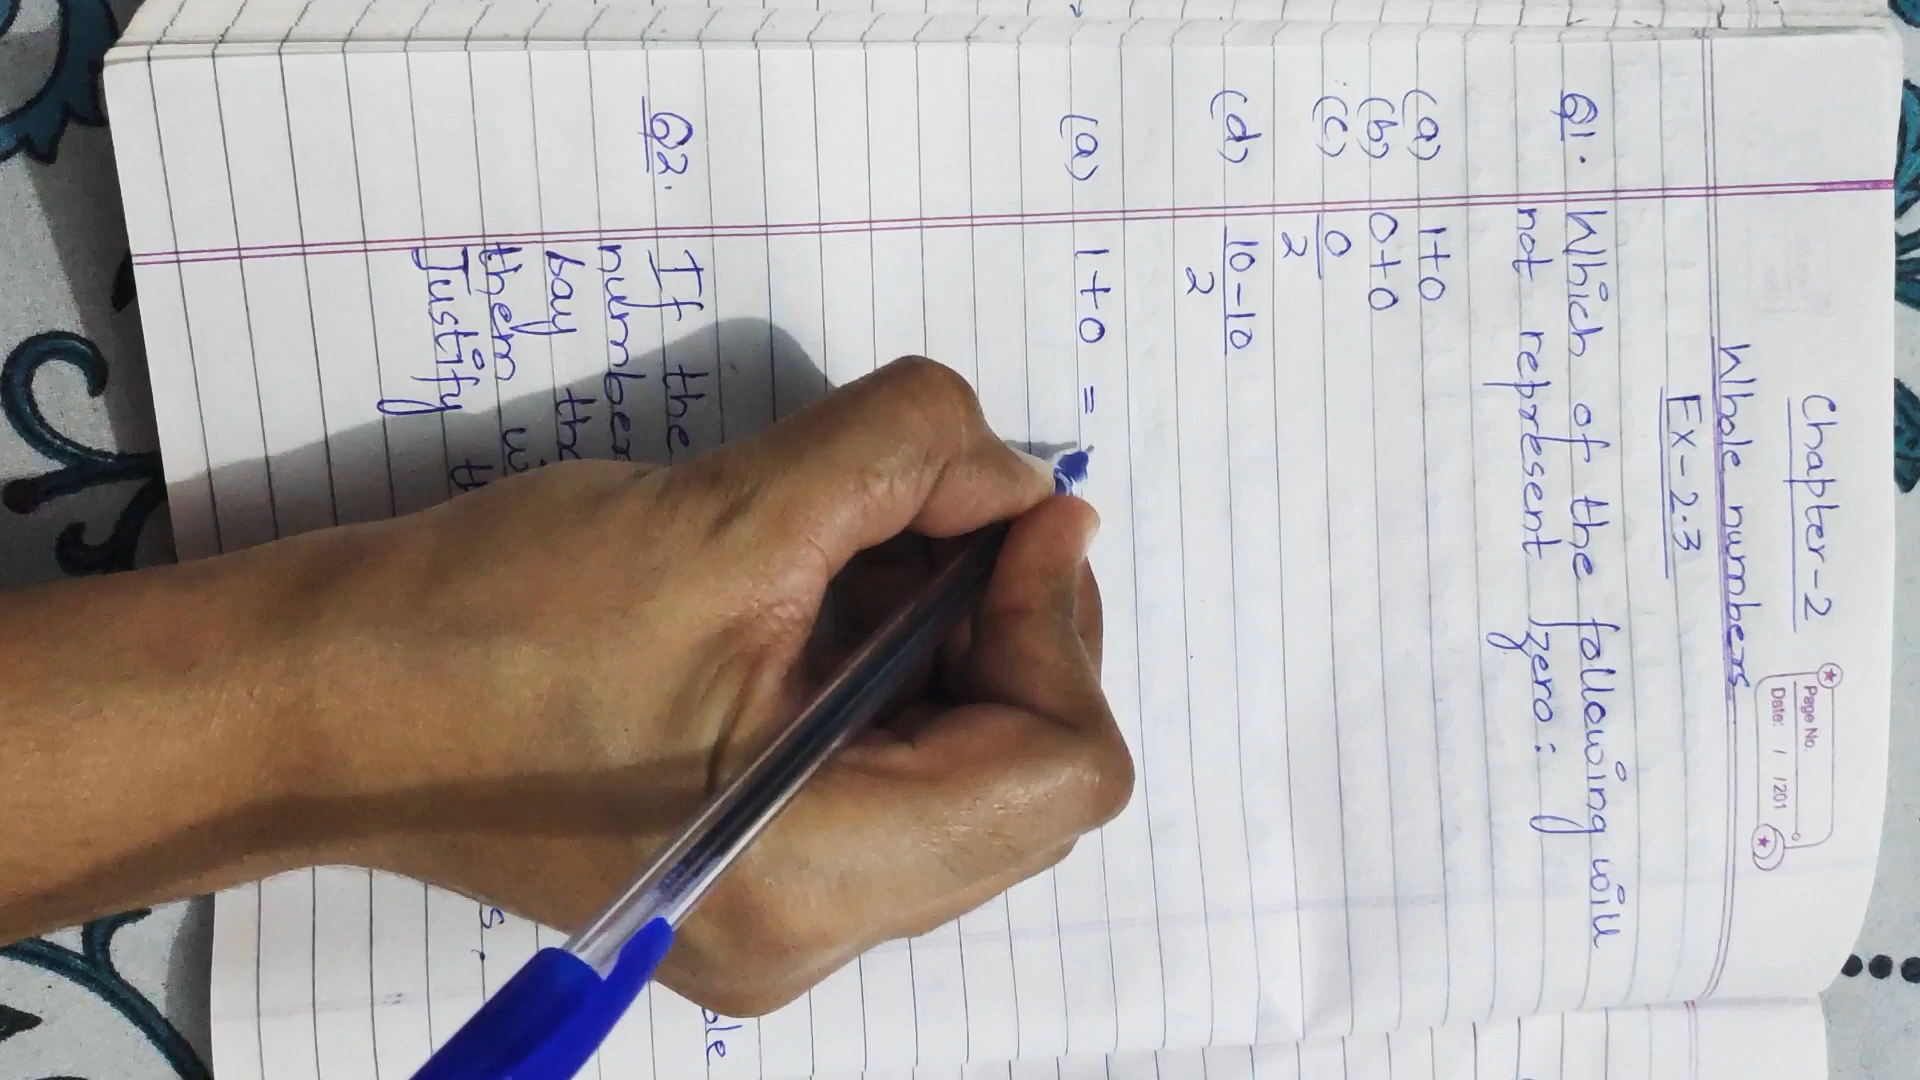 Chapter-2
Page No.
Date: / /201
Whole numbers
Ex-2.3
Q1. Which of the following will
not represent zero:
(a) 1+0
(b) 0+0
(c) 0/2
(d) 10-10/2
(a) 1+0 =
Q2. If the
number
bay
them
Justify
s.